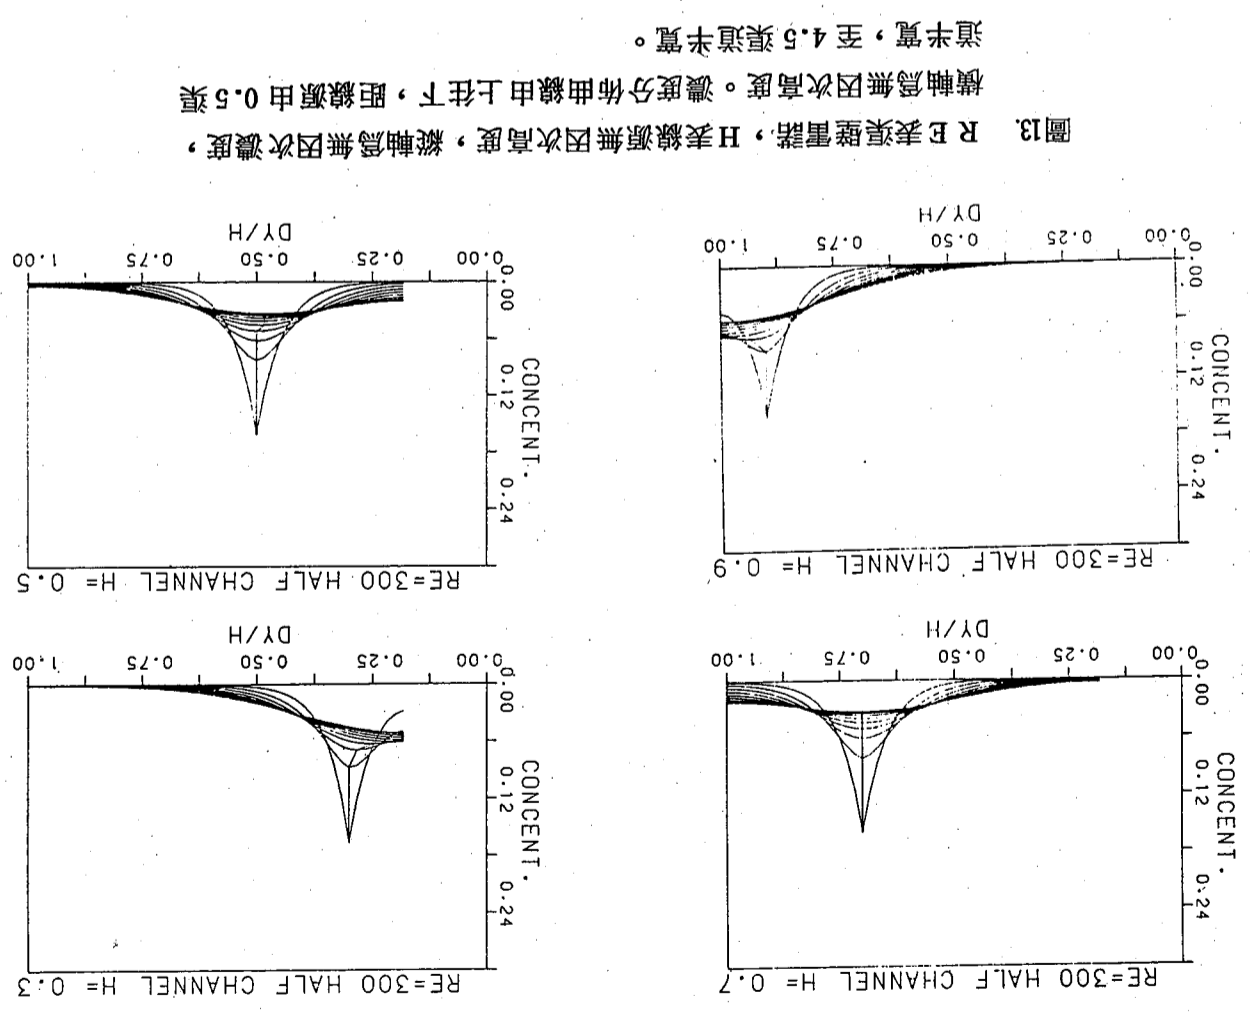 RE=300 HALF CHANNEL H= 0.7
0.24
0.12
0.00
CONCENT.
0.00 0.25 0.50 0.75 1.00
DY/H
RE=300 HALF CHANNEL H= 0.3
0.24
0.12
0.00
CONCENT.
0.00 0.25 0.50 0.75 1.00
DY/H
RE=300 HALF CHANNEL H= 0.9
0.24
0.12
0.00
CONCENT.
0.00 0.25 0.50 0.75 1.00
DY/H
RE=300 HALF CHANNEL H= 0.5
0.24
0.12
0.00
CONCENT.
0.00 0.25 0.50 0.75 1.00
DY/H
圖13. RE表渠壁雷諾,H表線源無因次高度,縱軸爲無因次濃度,
橫軸爲無因次高度。濃度分佈曲線由上往下,距線源由0.5渠
道半寬,至4.5渠道半寬。